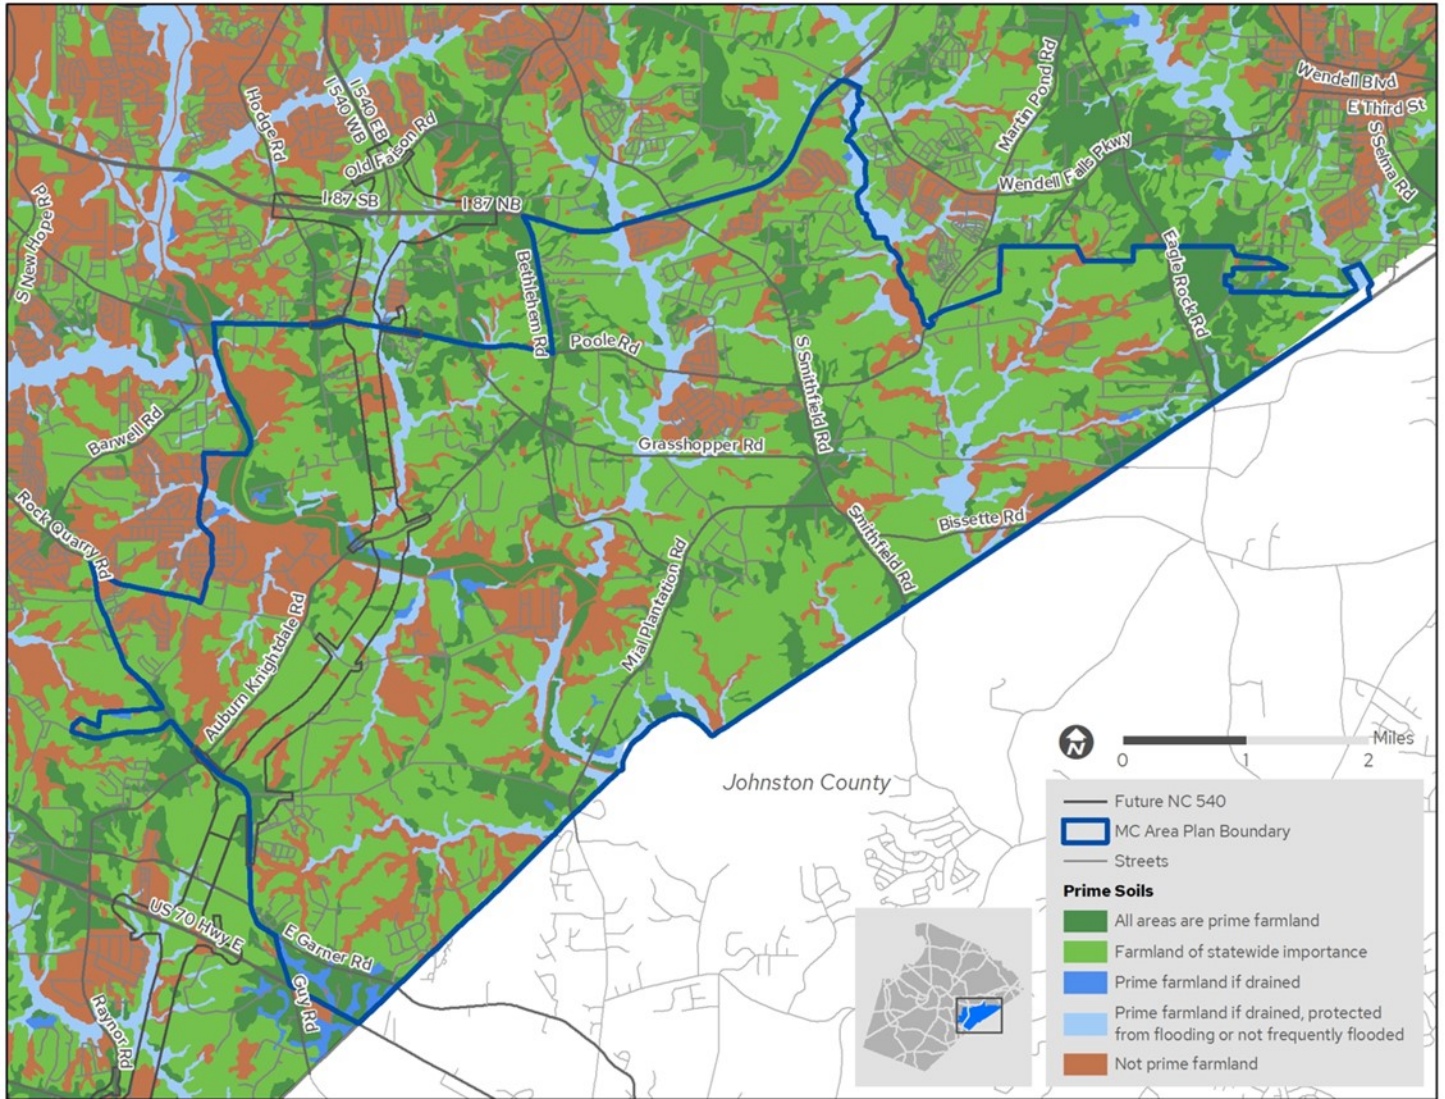 Wendell Blvd
E Third St
S Selma Rd
Martin Pond Rd
Wendell Falls Pkwy
Hodge Rd
I 540 WB
I 540 EB
Old Faison Rd
I 87 SB
I 87 NB
S New Hope Rd
Bethlehem Rd
Eagle Rock Rd
Poole Rd
S Smithfield Rd
Barwell Rd
Grasshopper Rd
Rock Quarry Rd
Smithfield Rd
Bissette Rd
Mial Plantation Rd
Auburn Knightdale Rd
Johnston County
US 70 Hwy E
E Garner Rd
Guy Rd
Raynor Rd
N
Miles
0 1 2
Future NC 540
MC Area Plan Boundary
Streets
Prime Soils
All areas are prime farmland
Farmland of statewide importance
Prime farmland if drained
Prime farmland if drained, protected
from flooding or not frequently flooded
Not prime farmland